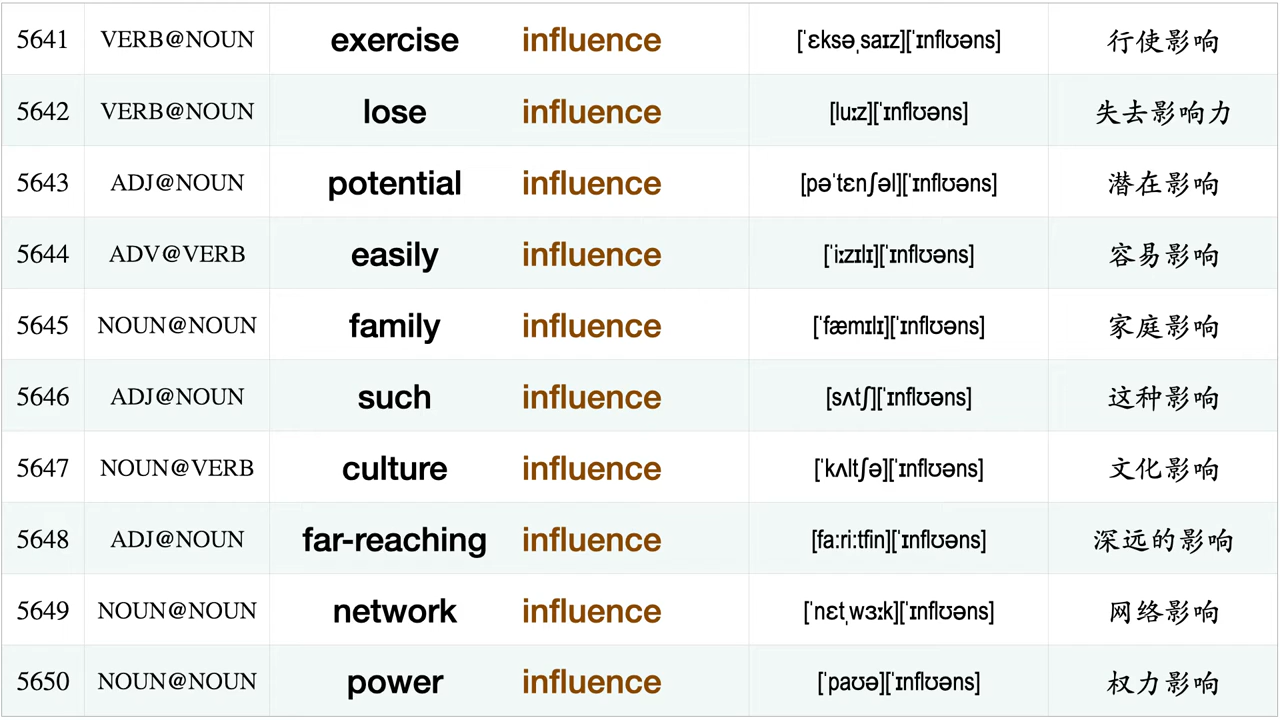 5641 VERB@NOUN exercise influence [ˈɛksəˌsaɪz][ˈɪnflʊəns] 行使影响
5642 VERB@NOUN lose influence [luːz][ˈɪnflʊəns] 失去影响力
5643 ADJ@NOUN potential influence [pəˈtɛnʃəl][ˈɪnflʊəns] 潜在影响
5644 ADV@VERB easily influence [ˈiːzɪlɪ][ˈɪnflʊəns] 容易影响
5645 NOUN@NOUN family influence [ˈfæmɪlɪ][ˈɪnflʊəns] 家庭影响
5646 ADJ@NOUN such influence [sʌtʃ][ˈɪnflʊəns] 这种影响
5647 NOUN@VERB culture influence [ˈkʌltʃə][ˈɪnflʊəns] 文化影响
5648 ADJ@NOUN far-reaching influence [fa:ri:tfin][ˈɪnflʊəns] 深远的影响
5649 NOUN@NOUN network influence [ˈnɛtˌwɜːk][ˈɪnflʊəns] 网络影响
5650 NOUN@NOUN power influence [ˈpaʊə][ˈɪnflʊəns] 权力影响